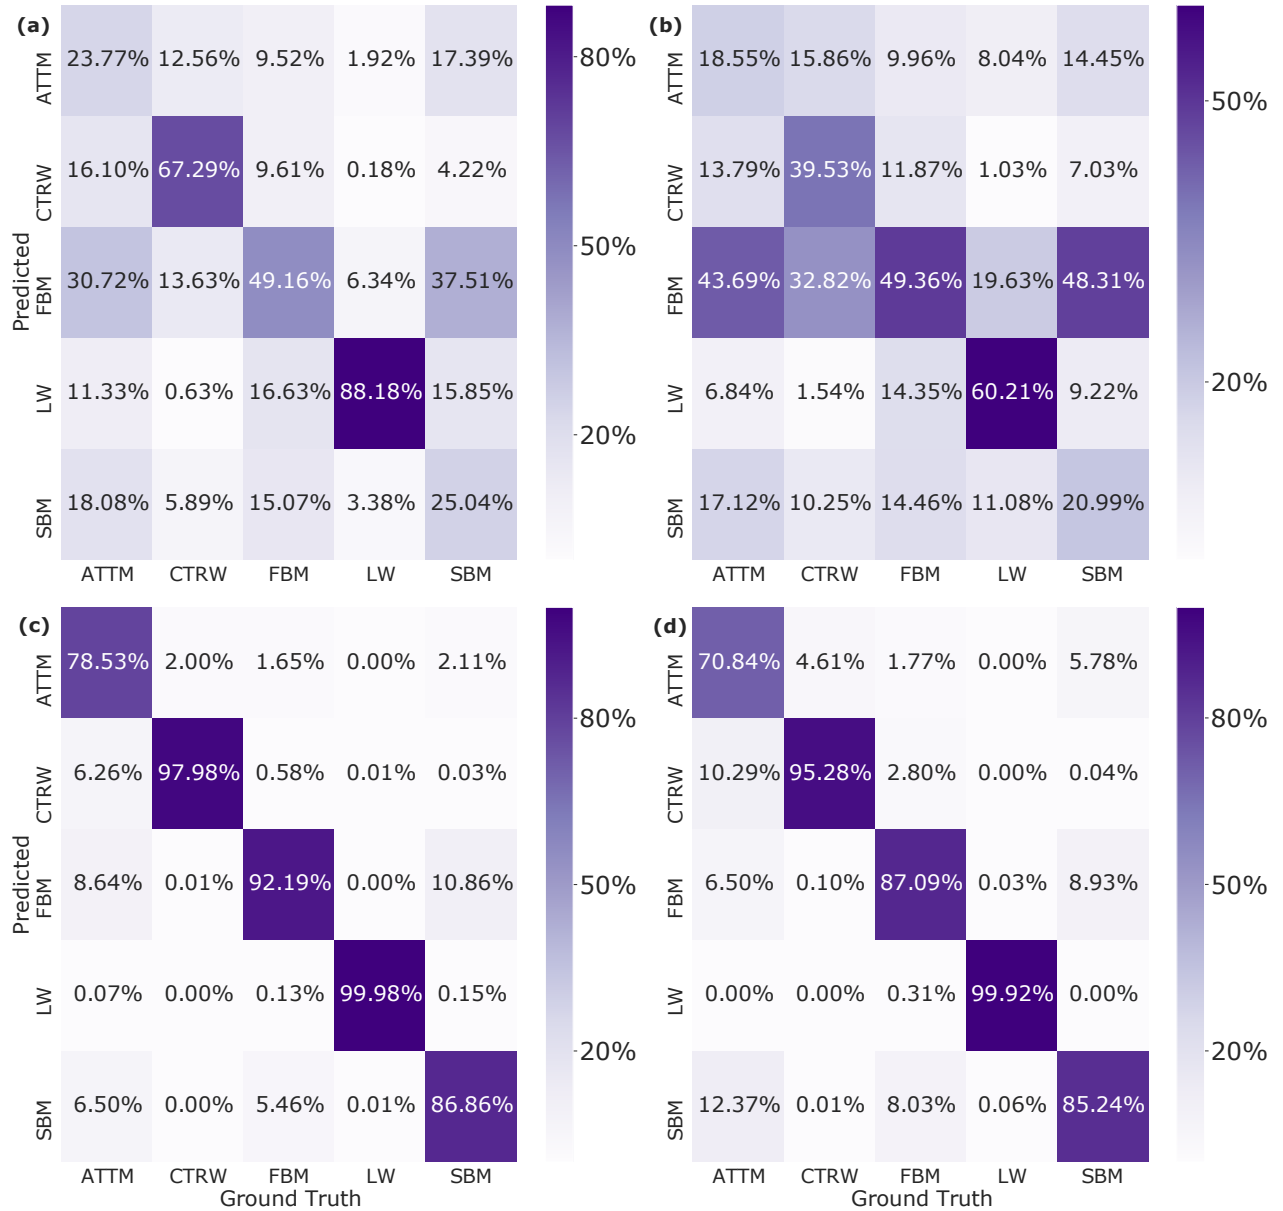 (a)
ATTM 23.77% 12.56% 9.52% 1.92% 17.39%
CTRW 16.10% 67.29% 9.61% 0.18% 4.22%
FBM 30.72% 13.63% 49.16% 6.34% 37.51%
LW 11.33% 0.63% 16.63% 88.18% 15.85%
SBM 18.08% 5.89% 15.07% 3.38% 25.04%
ATTM CTRW FBM LW SBM
Predicted
80%
50%
20%
(b)
ATTM 18.55% 15.86% 9.96% 8.04% 14.45%
CTRW 13.79% 39.53% 11.87% 1.03% 7.03%
FBM 43.69% 32.82% 49.36% 19.63% 48.31%
LW 6.84% 1.54% 14.35% 60.21% 9.22%
SBM 17.12% 10.25% 14.46% 11.08% 20.99%
ATTM CTRW FBM LW SBM
50%
20%
(c)
ATTM 78.53% 2.00% 1.65% 0.00% 2.11%
CTRW 6.26% 97.98% 0.58% 0.01% 0.03%
FBM 8.64% 0.01% 92.19% 0.00% 10.86%
LW 0.07% 0.00% 0.13% 99.98% 0.15%
SBM 6.50% 0.00% 5.46% 0.01% 86.86%
ATTM CTRW FBM LW SBM
Predicted
Ground Truth
80%
50%
20%
(d)
ATTM 70.84% 4.61% 1.77% 0.00% 5.78%
CTRW 10.29% 95.28% 2.80% 0.00% 0.04%
FBM 6.50% 0.10% 87.09% 0.03% 8.93%
LW 0.00% 0.00% 0.31% 99.92% 0.00%
SBM 12.37% 0.01% 8.03% 0.06% 85.24%
ATTM CTRW FBM LW SBM
Ground Truth
80%
50%
20%